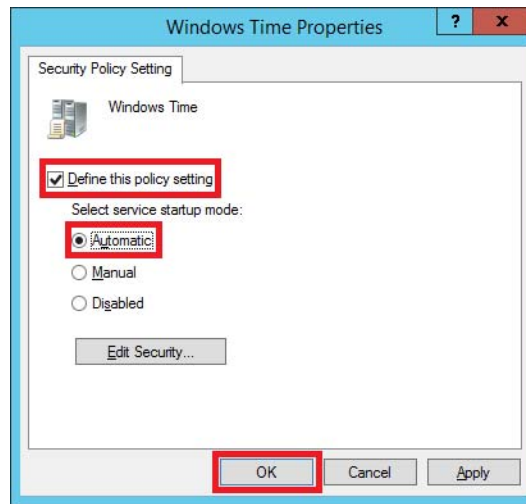 Windows Time Properties
? x
Security Policy Setting
Windows Time
Define this policy setting
Select service startup mode:
Automatic
Manual
Disabled
Edit Security...
OK Cancel Apply